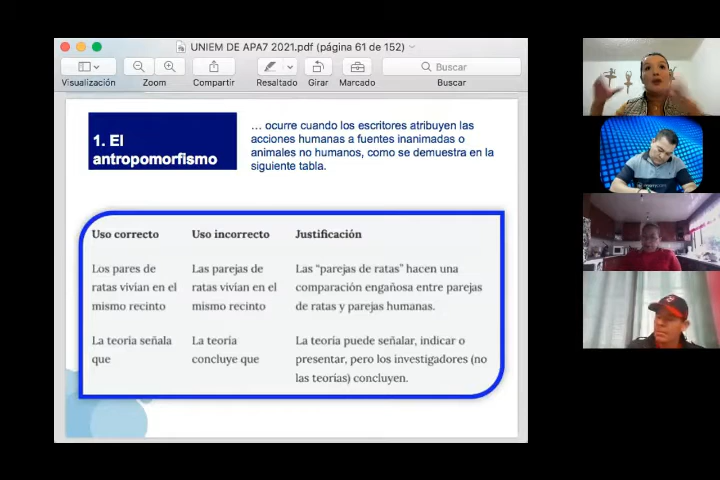 UNIEM DE APA7 2021.pdf (página 61 de 152)
Buscar
Visualización Zoom Compartir Resaltado Girar Marcado Buscar
1. El
antropomorfismo
… ocurre cuando los escritores atribuyen las
acciones humanas a fuentes inanimadas o
animales no humanos, como se demuestra en la
siguiente tabla.
Uso correcto Uso incorrecto Justificación
Los pares de Las parejas de Las “parejas de ratas” hacen una
ratas vivían en el ratas vivían en el comparación engañosa entre parejas
mismo recinto mismo recinto de ratas y parejas humanas.
La teoría señala La teoría La teoría puede señalar, indicar o
que concluye que presentar, pero los investigadores (no
las teorías) concluyen.